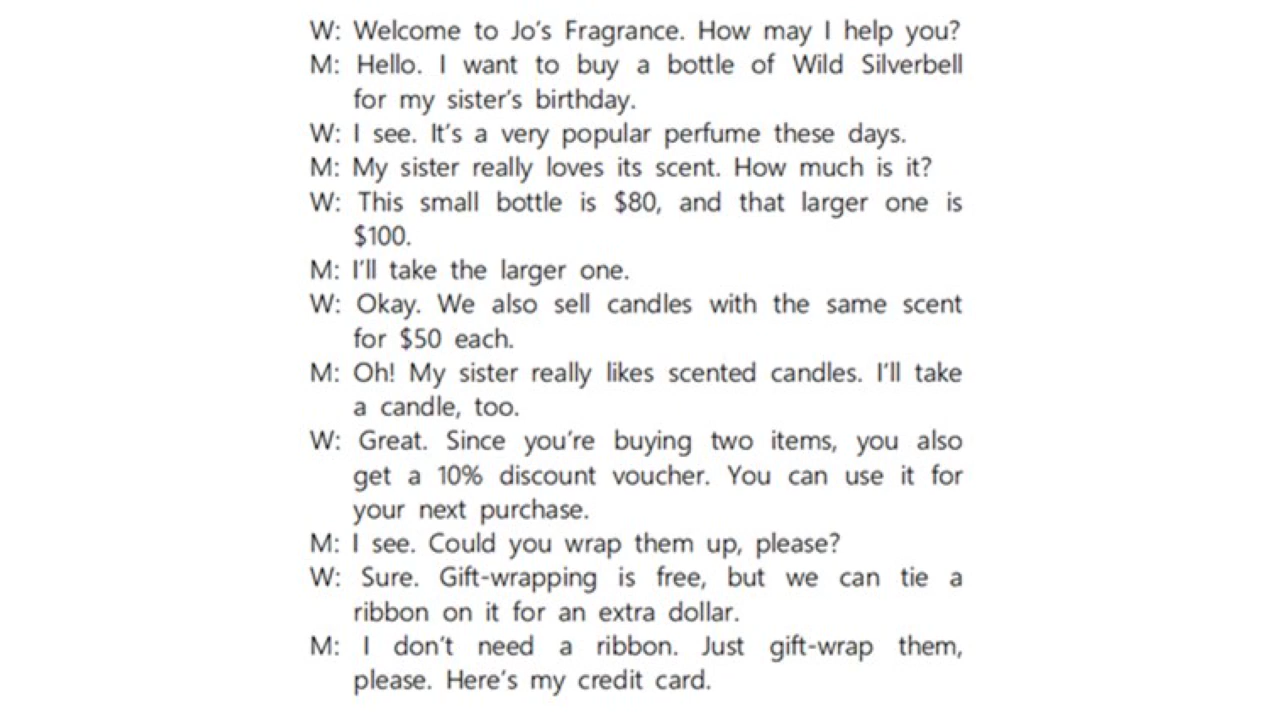 W: Welcome to Jo's Fragrance. How may I help you?
M: Hello. I want to buy a bottle of Wild Silverbell
for my sister's birthday.
W: I see. It's a very popular perfume these days.
M: My sister really loves its scent. How much is it?
W: This small bottle is $80, and that larger one is
$100.
M: I'll take the larger one.
W: Okay. We also sell candles with the same scent
for $50 each.
M: Oh! My sister really likes scented candles. I'll take
a candle, too.
W: Great. Since you're buying two items, you also
get a 10% discount voucher. You can use it for
your next purchase.
M: I see. Could you wrap them up, please?
W: Sure. Gift-wrapping is free, but we can tie a
ribbon on it for an extra dollar.
M: I don't need a ribbon. Just gift-wrap them,
please. Here's my credit card.